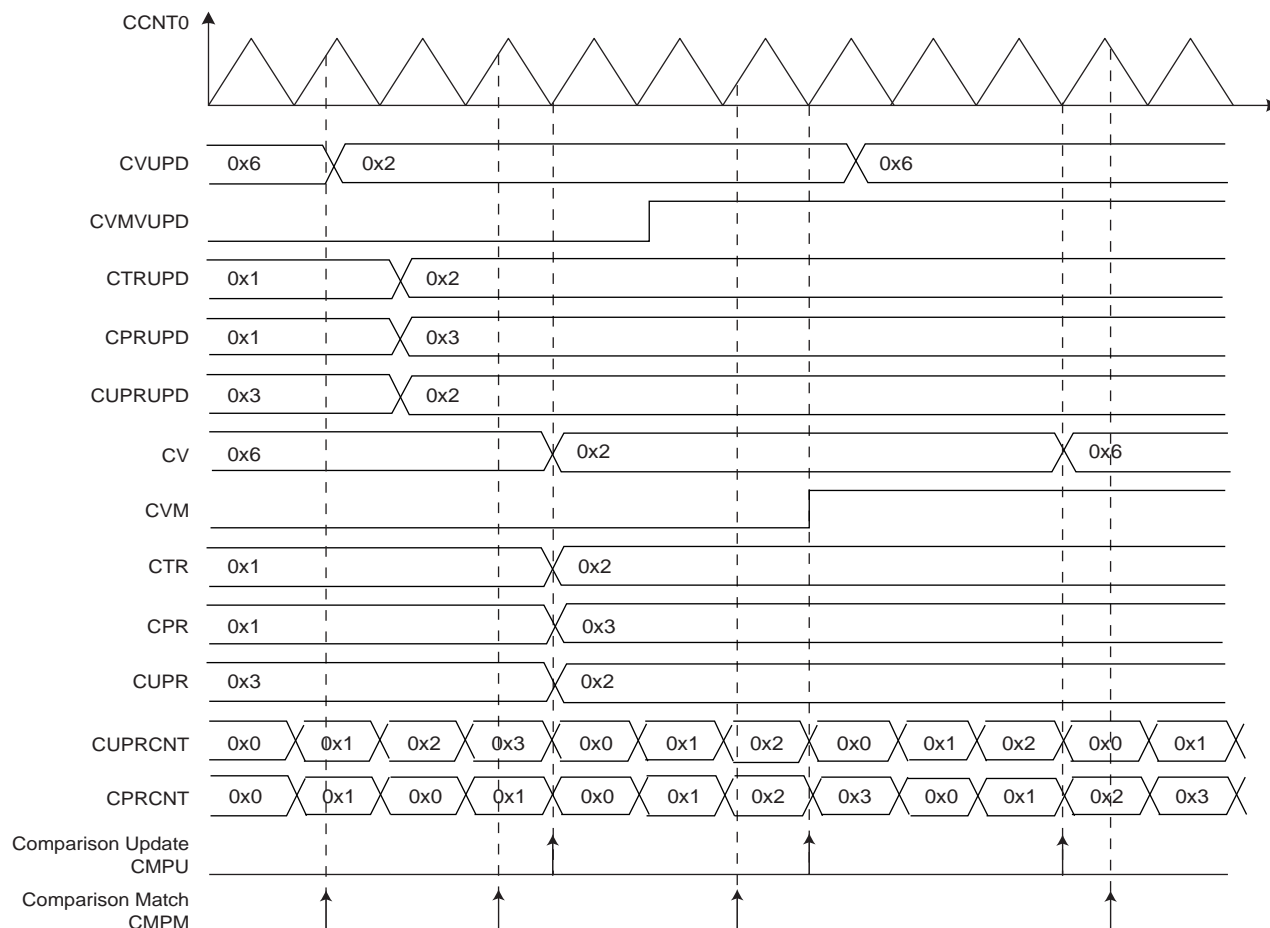 CCNT0
CVUPD 0x6 0x2 0x6
CVMVUPD
CTRUPD 0x1 0x2
CPRUPD 0x1 0x3
CUPRUPD 0x3 0x2
CV 0x6 0x2 0x6
CVM
CTR 0x1 0x2
CPR 0x1 0x3
CUPR 0x3 0x2
CUPRCNT 0x0 0x1 0x2 0x3 0x0 0x1 0x2 0x0 0x1 0x2 0x0 0x1
CPRCNT 0x0 0x1 0x0 0x1 0x0 0x1 0x2 0x3 0x0 0x1 0x2 0x3
Comparison Update
CMPU
Comparison Match
CMPM